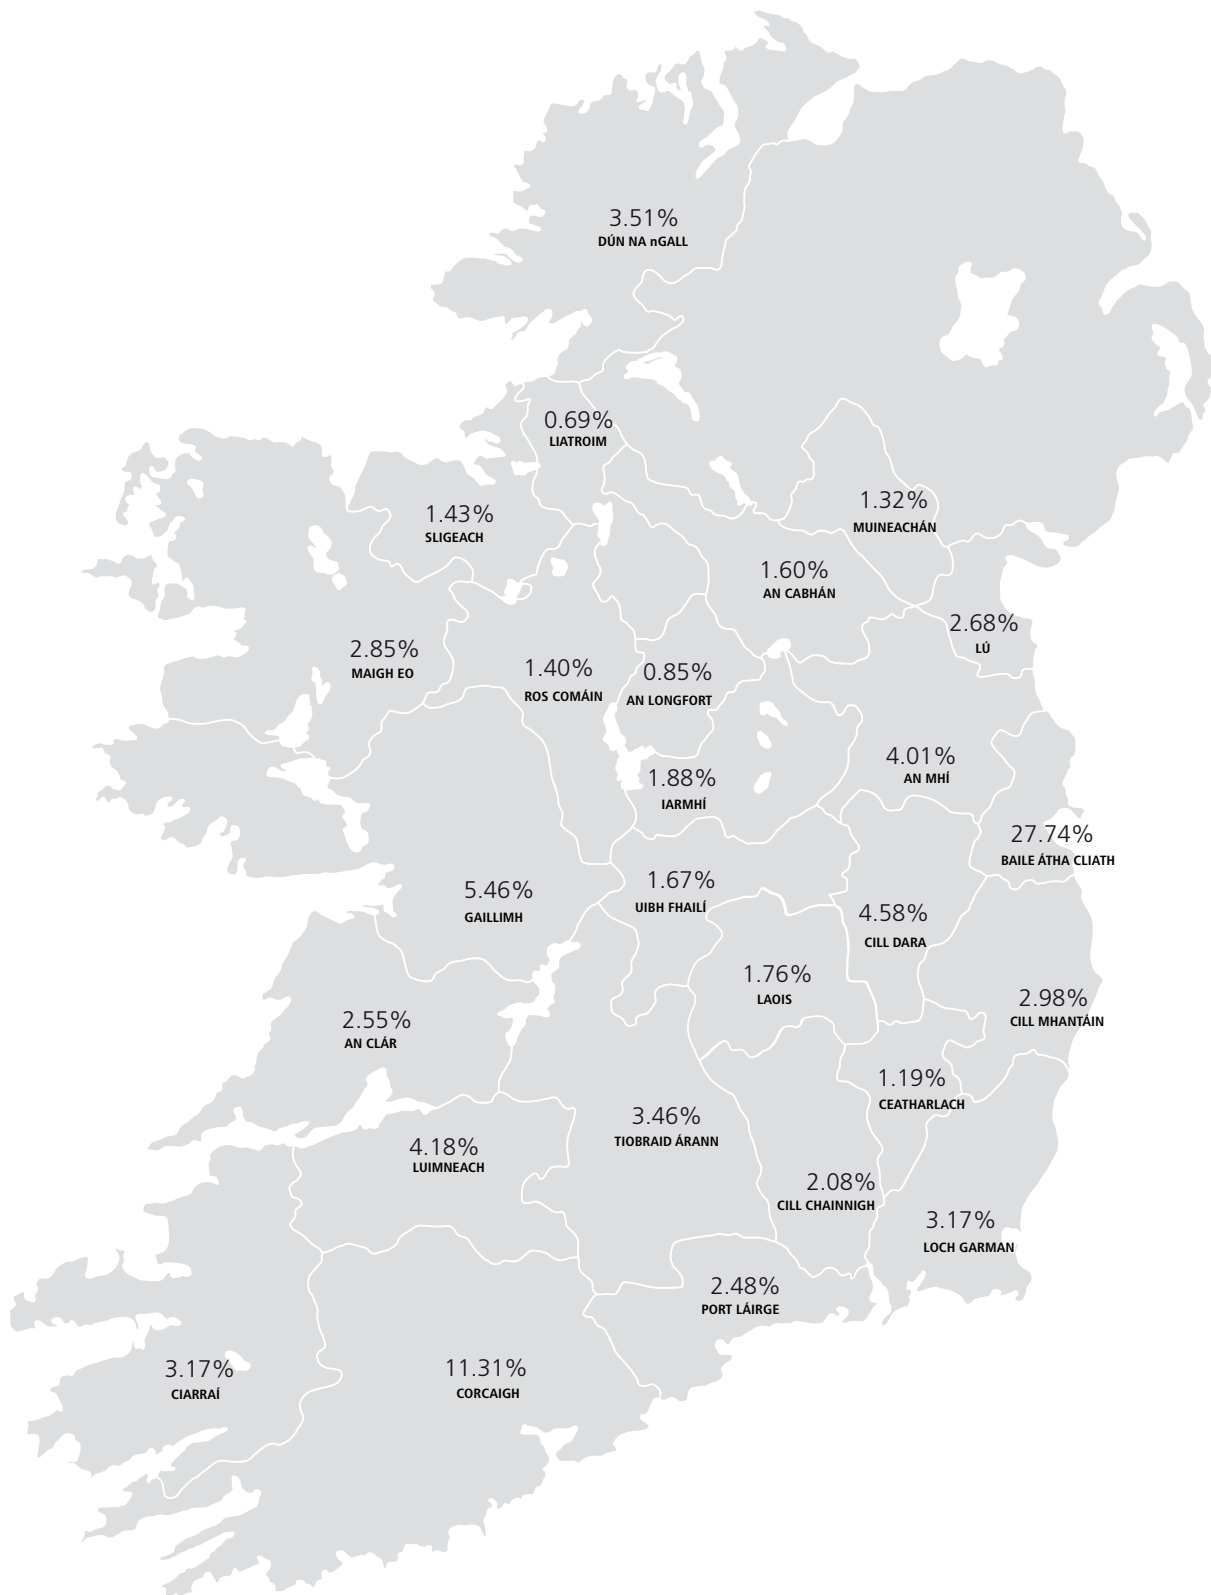 3.51%
DÚN NA nGALL
0.69%
LIATROIM
1.43%
SLIGEACH
1.32%
MUINEACHÁN
1.60%
AN CABHÁN
2.68%
LÚ
2.85%
MAIGH EO
1.40%
ROS COMÁIN
0.85%
AN LONGFORT
4.01%
AN MHÍ
1.88%
IARMHÍ
27.74%
BAILE ÁTHA CLIATH
5.46%
GAILLIMH
1.67%
UIBH FHAILÍ
4.58%
CILL DARA
1.76%
LAOIS
2.98%
CILL MHANTÁIN
2.55%
AN CLÁR
1.19%
CEATHARLACH
3.46%
TIOBRAID ÁRANN
4.18%
LUIMNEACH
2.08%
CILL CHAINNIGH
3.17%
LOCH GARMAN
2.48%
PORT LÁIRGE
3.17%
CIARRAÍ
11.31%
CORCAIGH